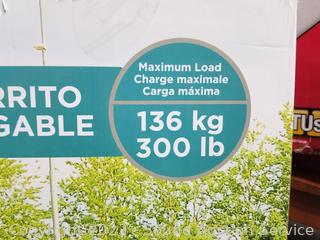 Maximum Load
Charge maximale
Carga máxima
RRITO
GABLE
136 kg
300 lb
TUS